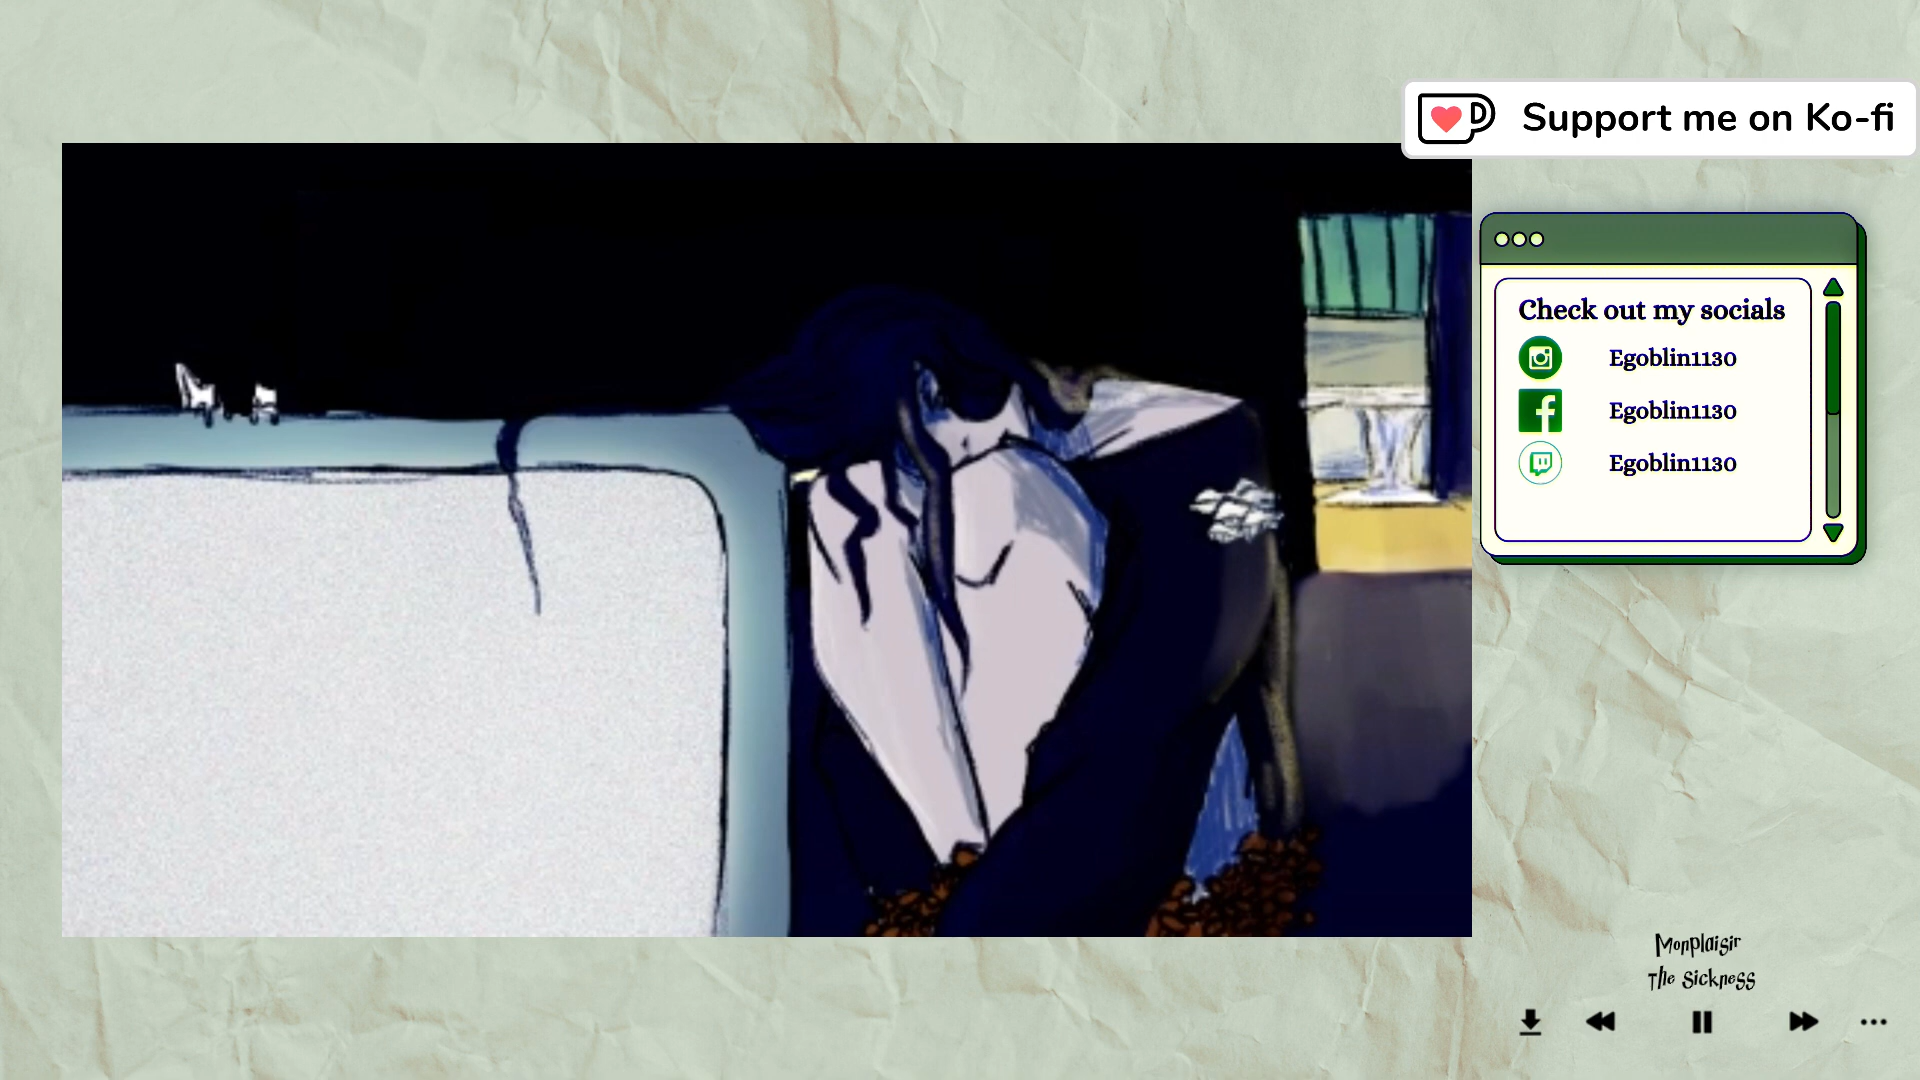 Support me on Ko-fi
Check out my socials
Egoblin1130
Egoblin1130
Egoblin1130
Monplaisir
The Sickness